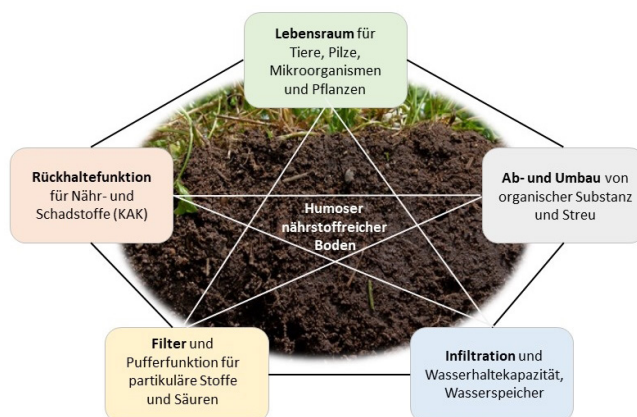 Lebensraum für
Tiere, Pilze,
Mikroorganismen
und Pflanzen
Rückhaltefunktion
für Nähr- und
Schadstoffe (KAK)
Ab- und Umbau von
organischer Substanz
und Streu
Humoser
nährstoffreicher
Boden
Filter und
Pufferfunktion für
partikuläre Stoffe
und Säuren
Infiltration und
Wasserhaltekapazität,
Wasserspeicher